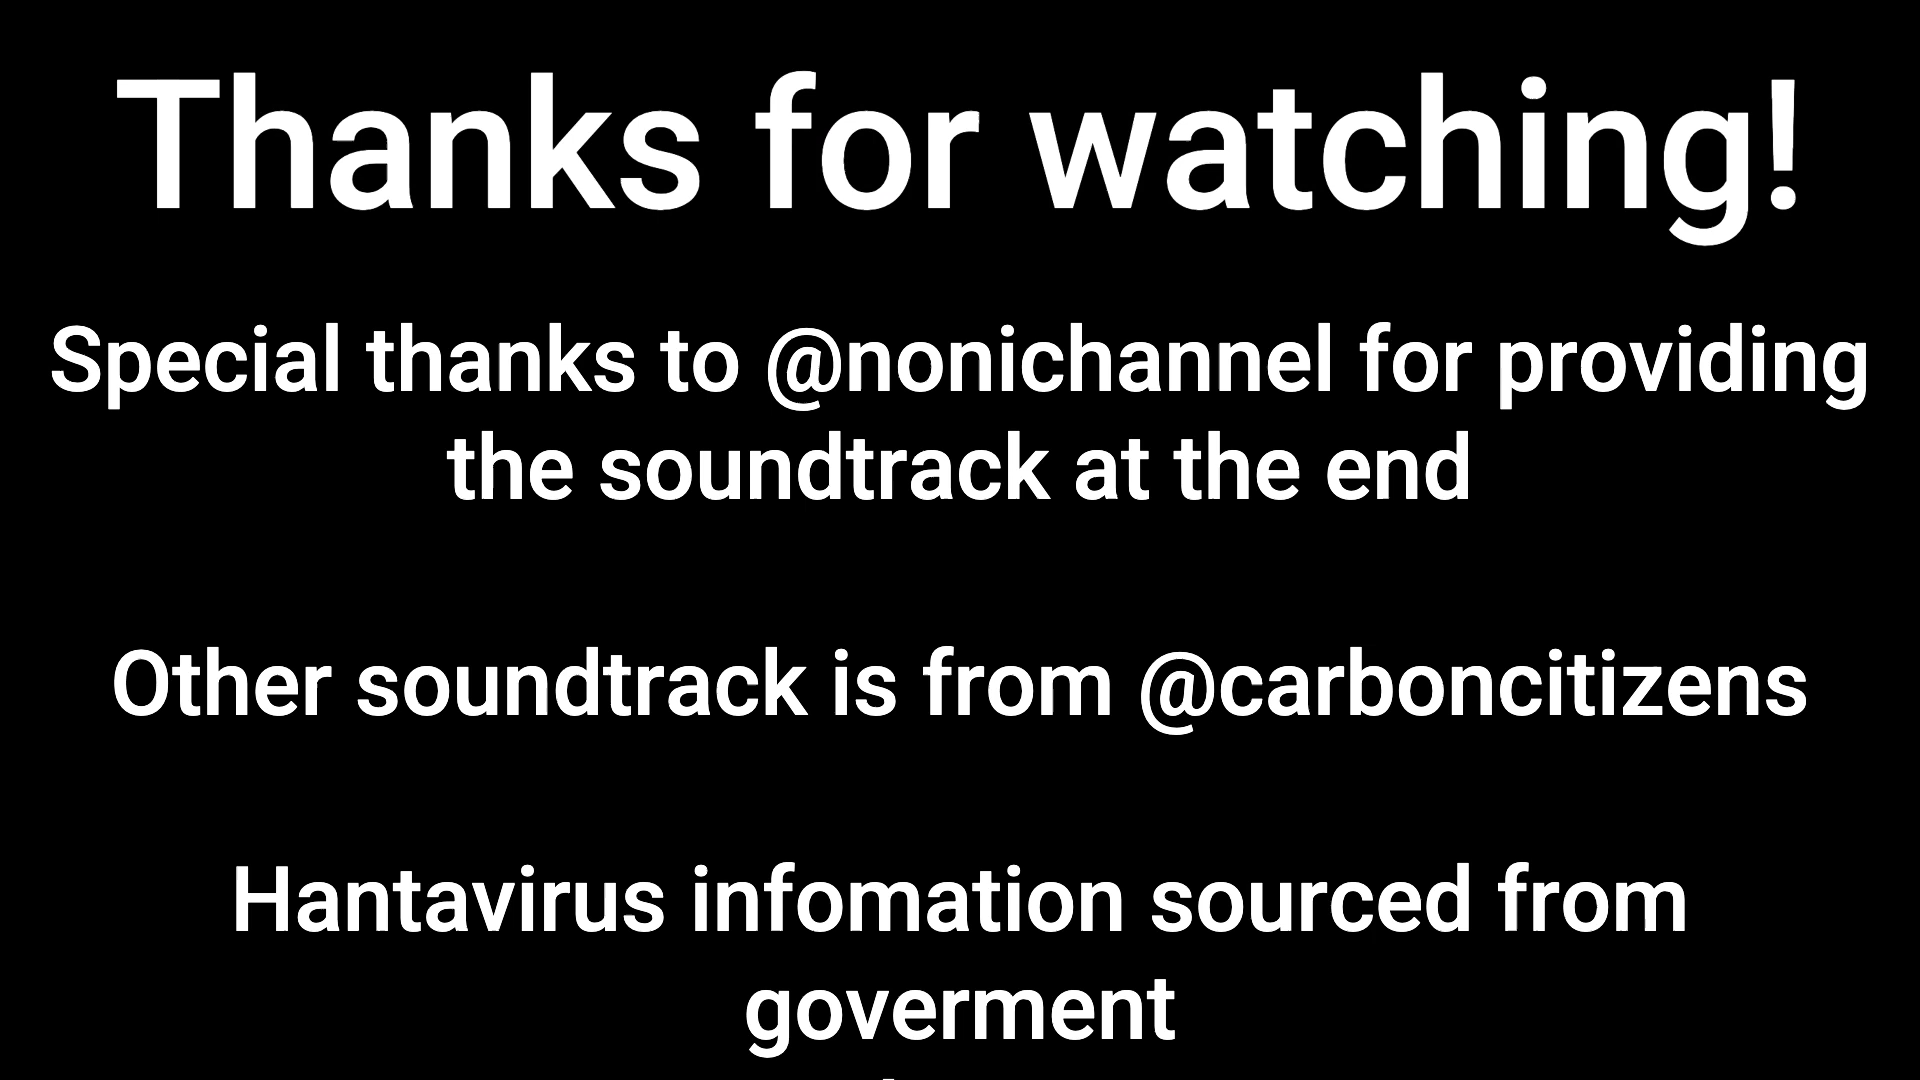 Thanks for watching!
Special thanks to @nonichannel for providing
the soundtrack at the end
Other soundtrack is from @carboncitizens
Hantavirus infomation sourced from
goverment